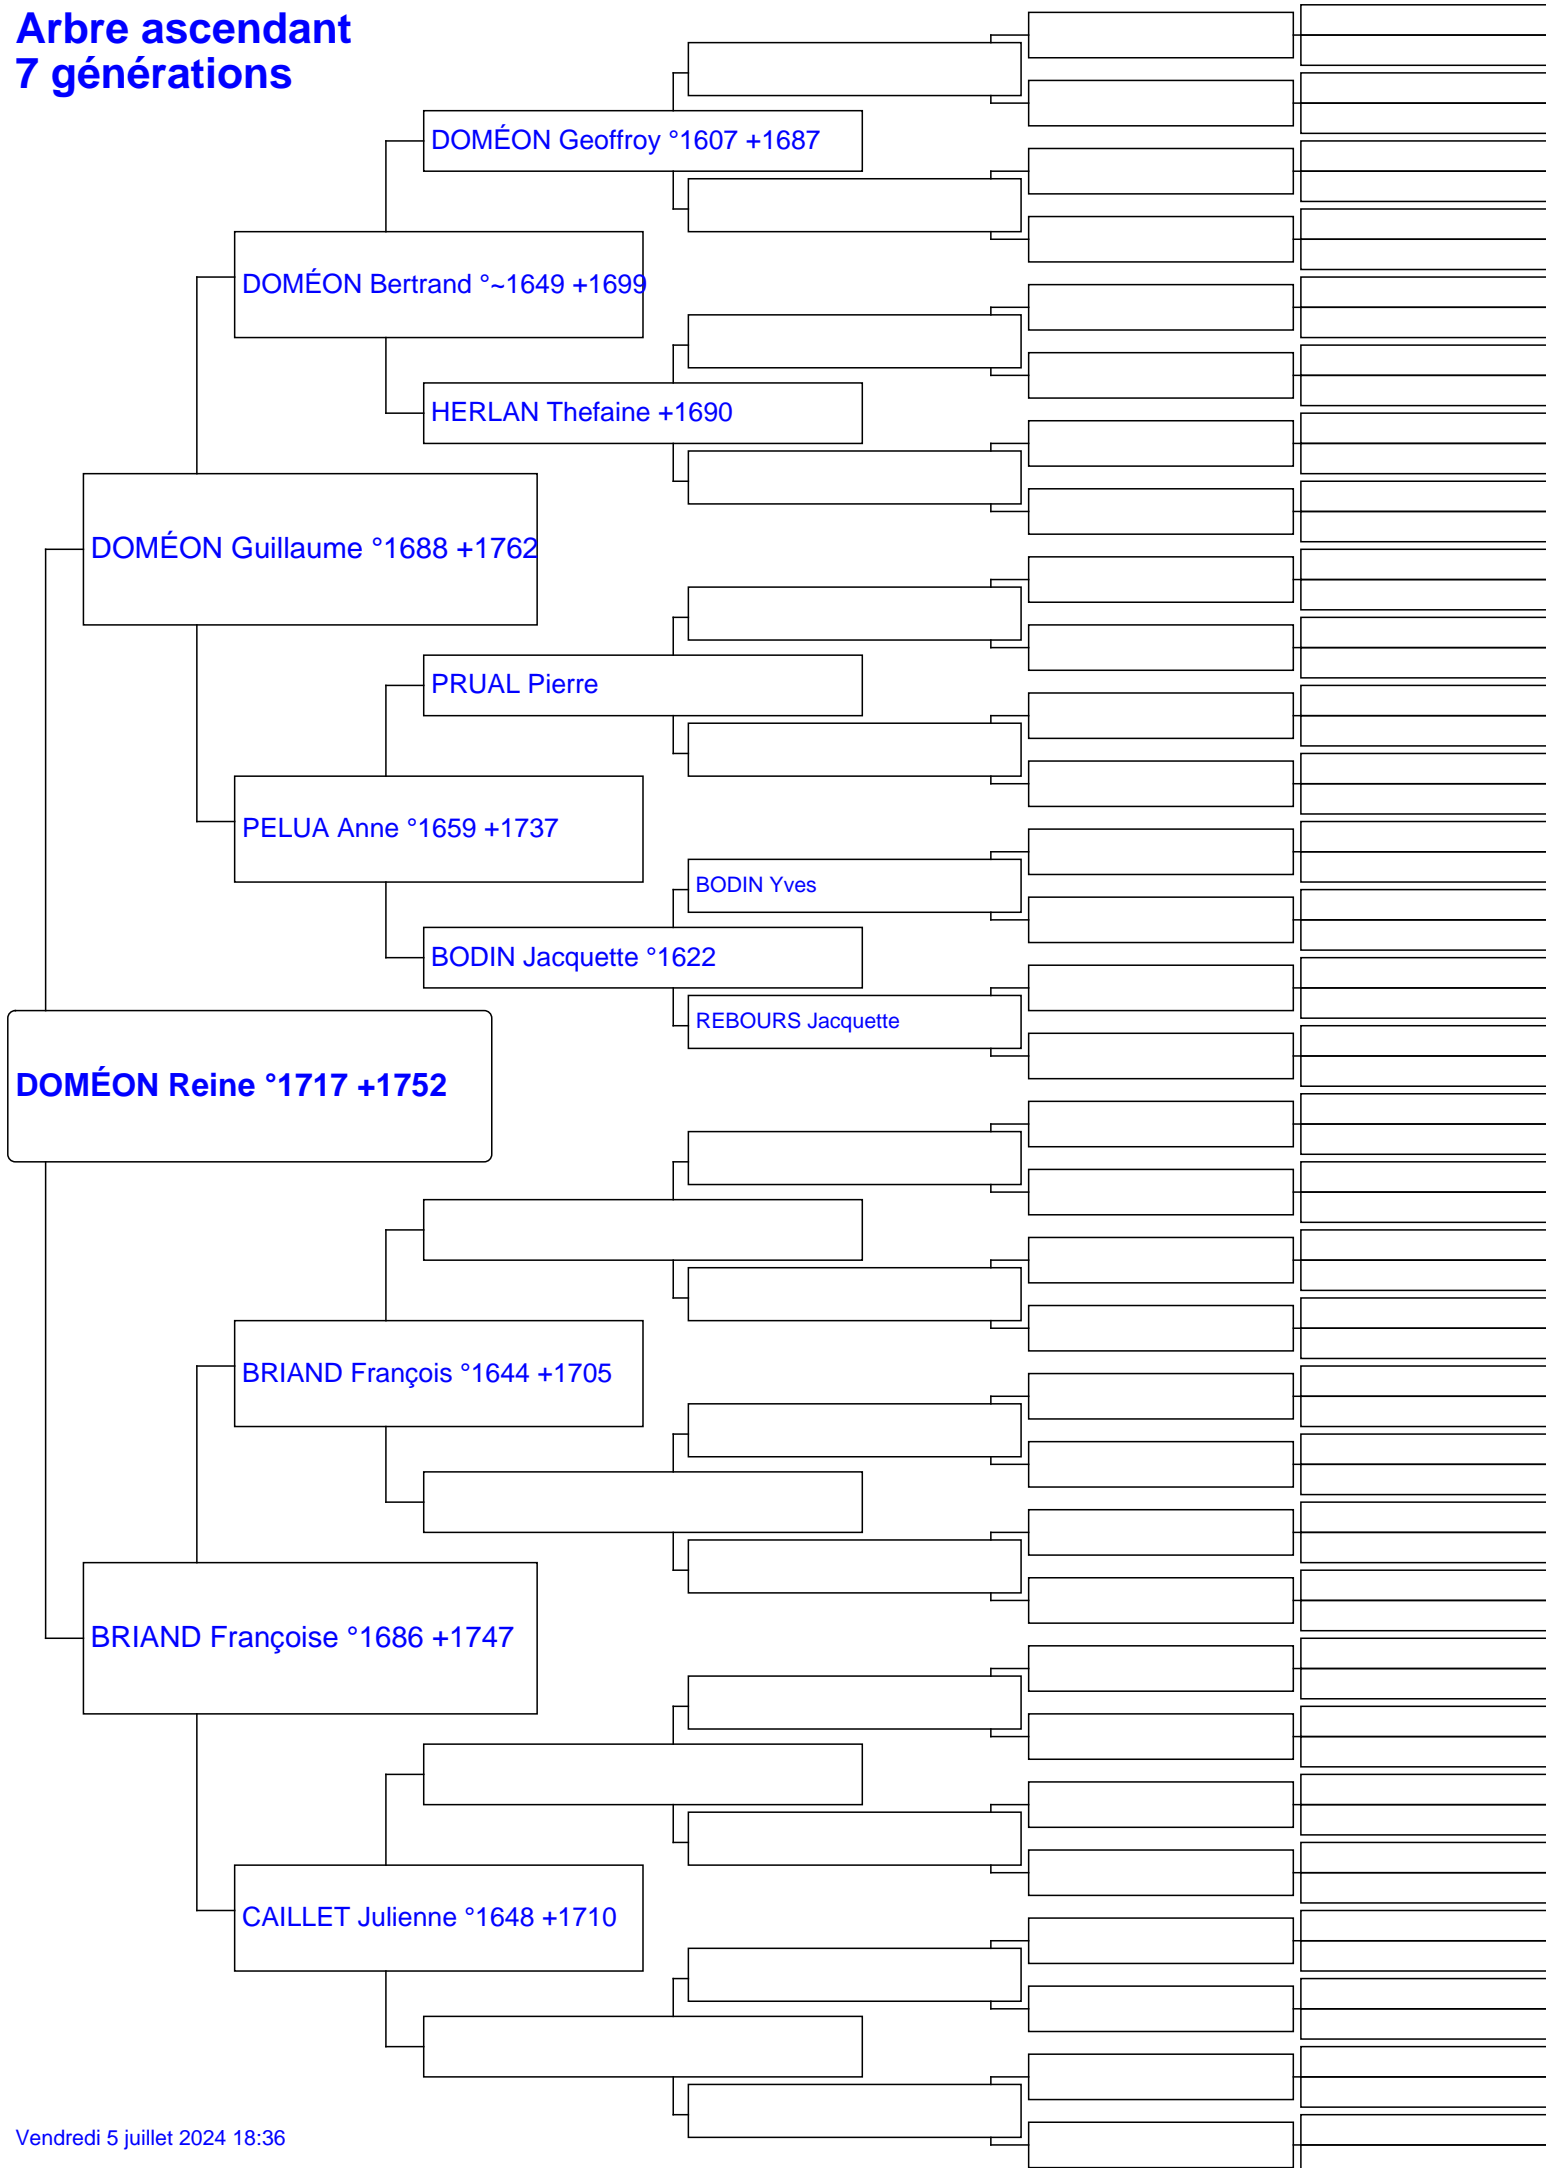 Arbre ascendant
7 générations
DOMÉON Geoffroy °1607 +1687
DOMÉON Bertrand °~1649 +1699
HERLAN Thefaine +1690
DOMÉON Guillaume °1688 +1762
PRUAL Pierre
PELUA Anne °1659 +1737
BODIN Yves
BODIN Jacquette °1622
REBOURS Jacquette
DOMÉON Reine °1717 +1752
BRIAND François °1644 +1705
BRIAND Françoise °1686 +1747
CAILLET Julienne °1648 +1710
Vendredi 5 juillet 2024 18:36